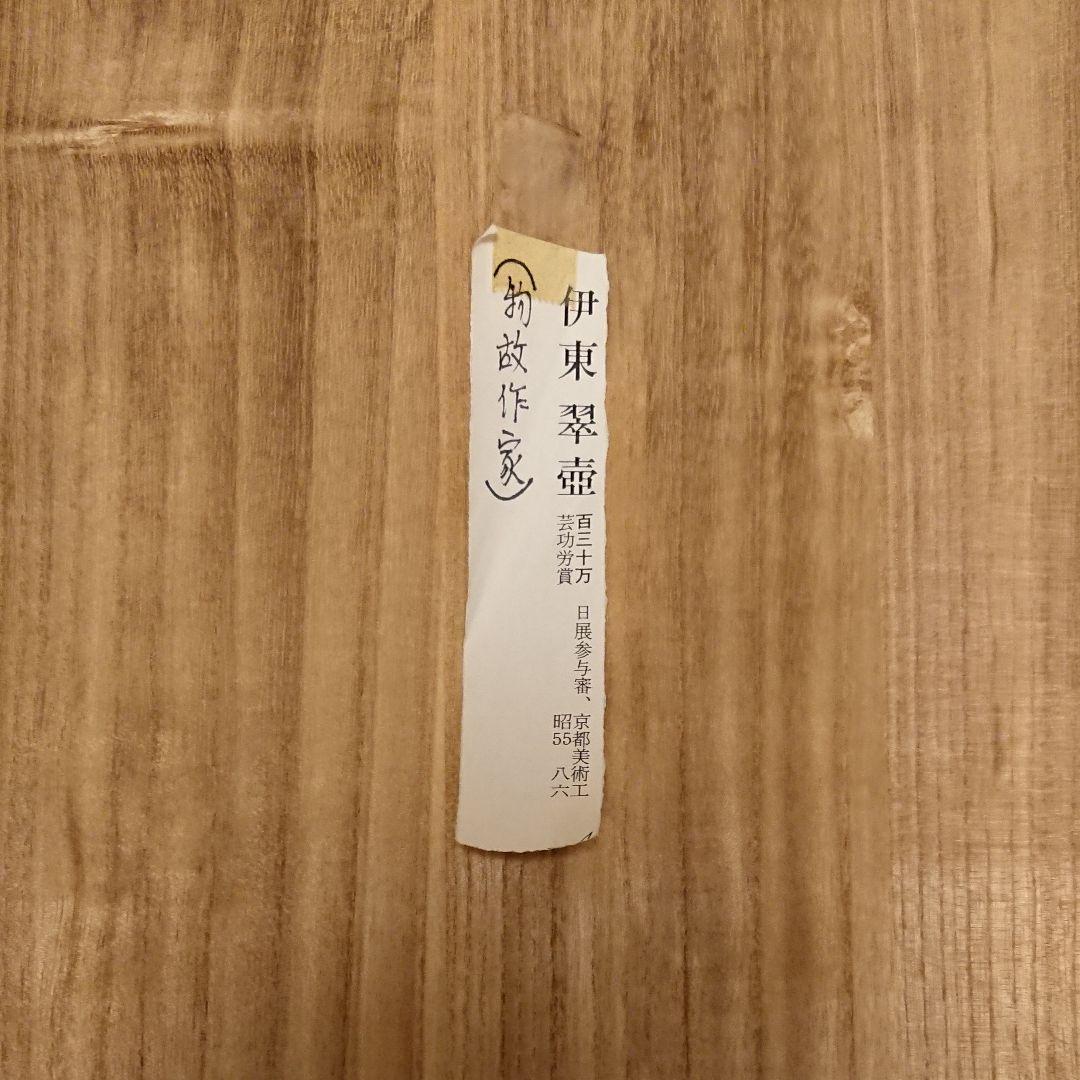 伊東翠壺
百三十万　日展参与審、京都美術工
芸功労賞　昭55　八六
（物故作家）